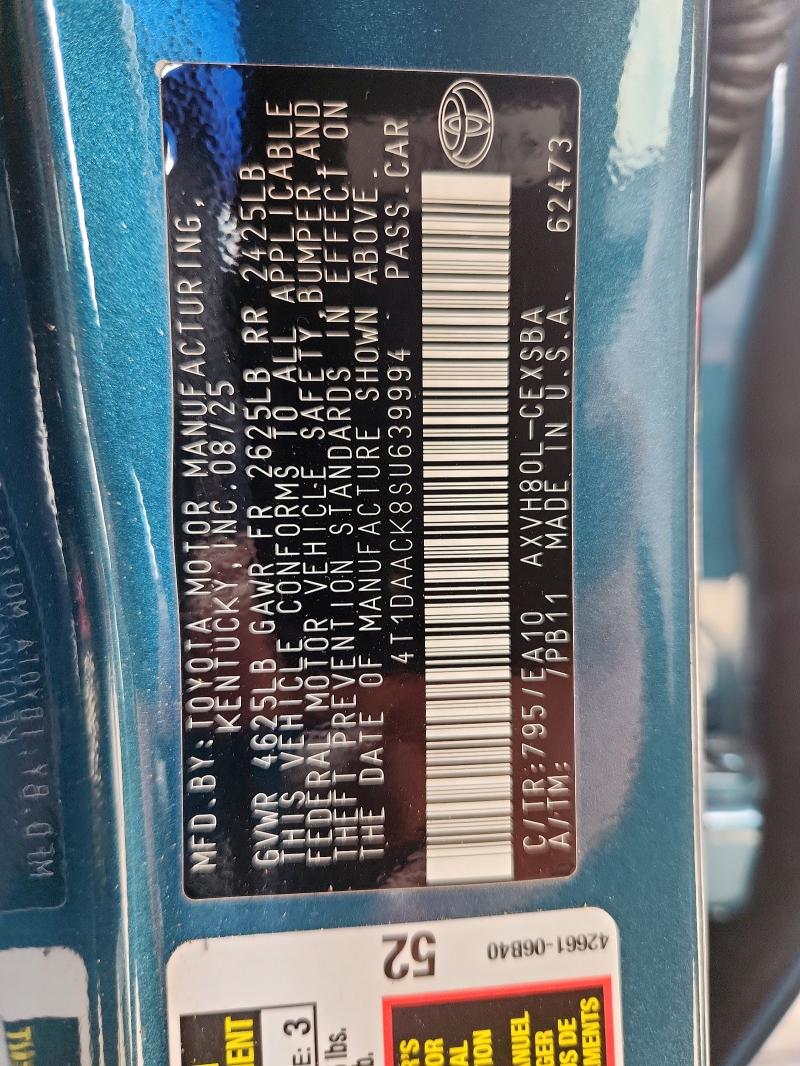 MFD.BY:TOYOTA MOTOR MANUFACTURING,
KENTUCKY, INC. 08/25
GVWR 4625LB GAWR FR 2625LB RR 2425LB
THIS VEHICLE CONFORMS TO ALL APPLICABLE
FEDERAL MOTOR VEHICLE SAFETY,BUMPER,AND
THEFT PREVENTION STANDARDS IN EFFECT ON
THE DATE OF MANUFACTURE SHOWN ABOVE.
4T1DAACK8SU639994 PASS.CAR
C/TR:795/EA10 AXVH80L-CEXSBA 62473
A/TM: /PB11 MADE IN U.S.A.
52
42661-06B40
E: 3
lbs.